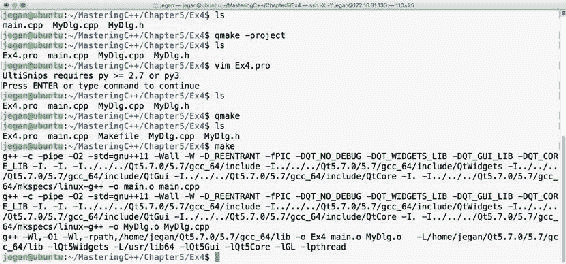 jegan@ubuntu:~/MasteringC++/Chapter5/Ex4$ ls
main.cpp MyDlg.cpp MyDlg.h
jegan@ubuntu:~/MasteringC++/Chapter5/Ex4$ qmake -project
jegan@ubuntu:~/MasteringC++/Chapter5/Ex4$ ls
Ex4.pro main.cpp MyDlg.cpp MyDlg.h
jegan@ubuntu:~/MasteringC++/Chapter5/Ex4$ vim Ex4.pro
UltiSnips requires py >= 2.7 or py3
Press ENTER or type command to continue
jegan@ubuntu:~/MasteringC++/Chapter5/Ex4$ ls
Ex4.pro main.cpp MyDlg.cpp MyDlg.h
jegan@ubuntu:~/MasteringC++/Chapter5/Ex4$ qmake
jegan@ubuntu:~/MasteringC++/Chapter5/Ex4$ ls
Ex4.pro main.cpp Makefile MyDlg.cpp MyDlg.h
jegan@ubuntu:~/MasteringC++/Chapter5/Ex4$ make
g++ -c -pipe -O2 -std=gnu++11 -Wall -W -D_REENTRANT -fPIC -DQT_NO_DEBUG -DQT_WIDGETS_LIB -DQT_GUI_LIB -DQT_COR
E_LIB -I. -I. -I../../../Qt5.7.0/5.7/gcc_64/include -I../../../Qt5.7.0/5.7/gcc_64/include/QtWidgets -I../../..
/Qt5.7.0/5.7/gcc_64/include/QtGui -I../../../Qt5.7.0/5.7/gcc_64/include/QtCore -I. -I../../../Qt5.7.0/5.7/gcc_
64/mkspecs/linux-g++ -o main.o main.cpp
g++ -c -pipe -O2 -std=gnu++11 -Wall -W -D_REENTRANT -fPIC -DQT_NO_DEBUG -DQT_WIDGETS_LIB -DQT_GUI_LIB -DQT_COR
E_LIB -I. -I. -I../../../Qt5.7.0/5.7/gcc_64/include -I../../../Qt5.7.0/5.7/gcc_64/include/QtWidgets -I../../..
/Qt5.7.0/5.7/gcc_64/include/QtGui -I../../../Qt5.7.0/5.7/gcc_64/include/QtCore -I. -I../../../Qt5.7.0/5.7/gcc_
64/mkspecs/linux-g++ -o MyDlg.o MyDlg.cpp
g++ -Wl,-O1 -Wl,-rpath,/home/jegan/Qt5.7.0/5.7/gcc_64/lib -o Ex4 main.o MyDlg.o -L/home/jegan/Qt5.7.0/5.7/gc
c_64/lib -lQt5Widgets -L/usr/lib64 -lQt5Gui -lQt5Core -lGL -lpthread
jegan@ubuntu:~/MasteringC++/Chapter5/Ex4$